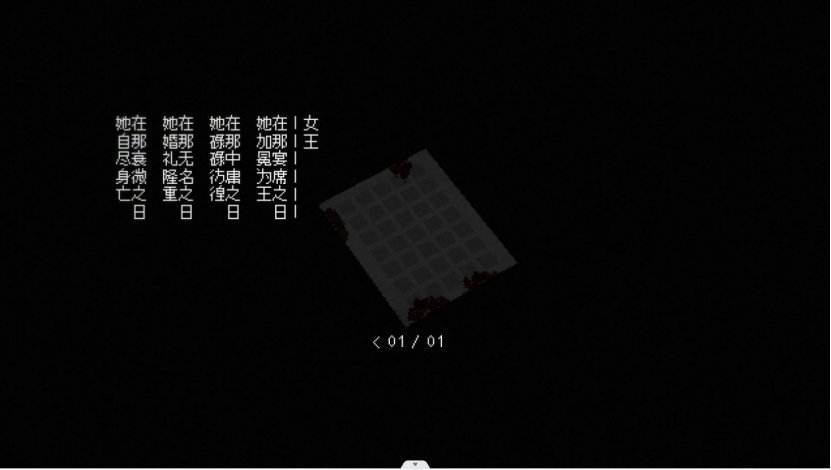 女王
｜｜｜｜｜｜
在那宴席之日
她加冕为王
在那中庸之日
她碌碌彷徨
在那无名之日
她婚礼隆重
在那衰微之日
她自尽身亡
< 01 / 01